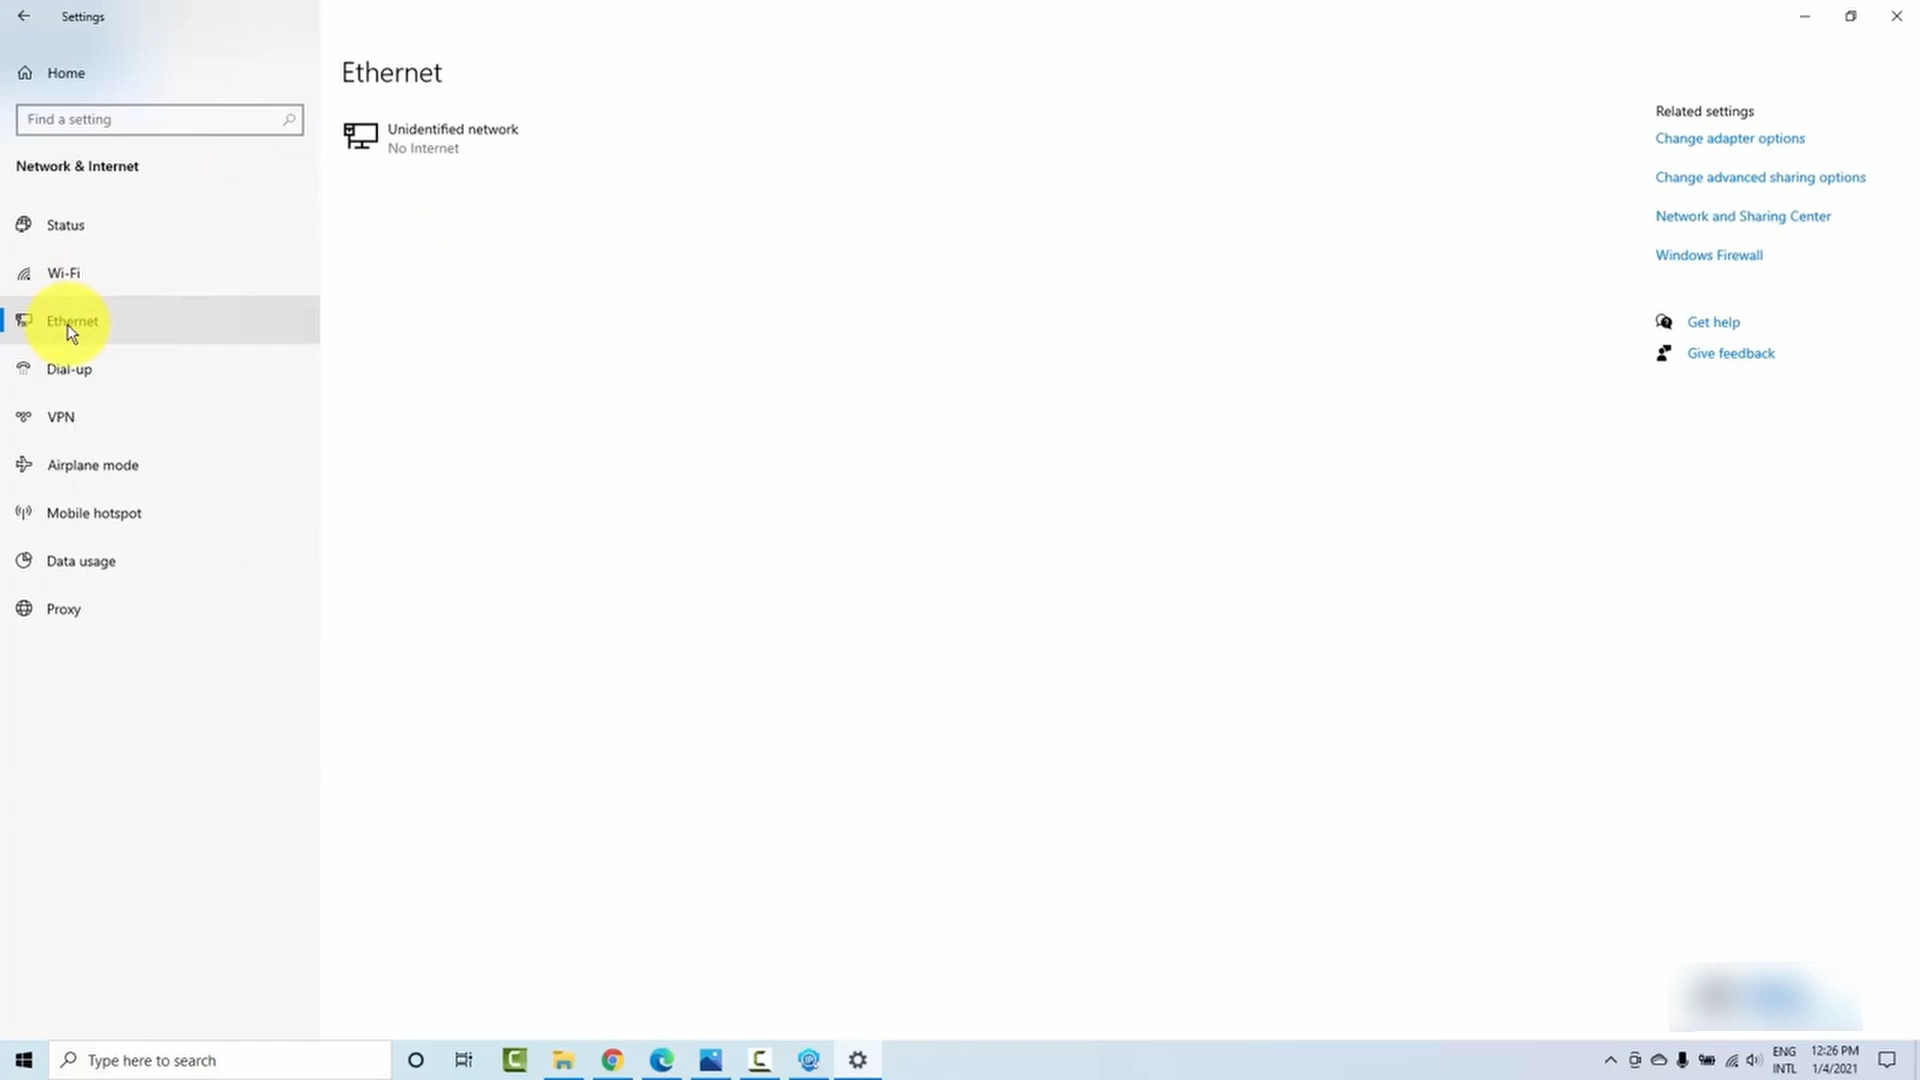 Settings
Home
Find a setting
Network & Internet
Status
Wi-Fi
Ethernet
Dial-up
VPN
Airplane mode
Mobile hotspot
Data usage
Proxy
Ethernet
Unidentified network
No Internet
Related settings
Change adapter options
Change advanced sharing options
Network and Sharing Center
Windows Firewall
Get help
Give feedback
Type here to search
ENG
INTL
12:26 PM
1/4/2021